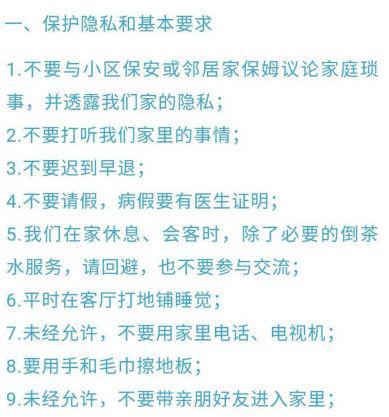 一、保护隐私和基本要求
1.不要与小区保安或邻居家保姆议论家庭琐
事，并透露我们家的隐私；
2.不要打听我们家里的事情；
3.不要迟到早退；
4.不要请假，病假要有医生证明；
5.我们在家休息、会客时，除了必要的倒茶
水服务，请回避，也不要参与交流；
6.平时在客厅打地铺睡觉；
7.未经允许，不要用家里电话、电视机；
8.要用手和毛巾擦地板；
9.未经允许，不要带亲朋好友进入家里；